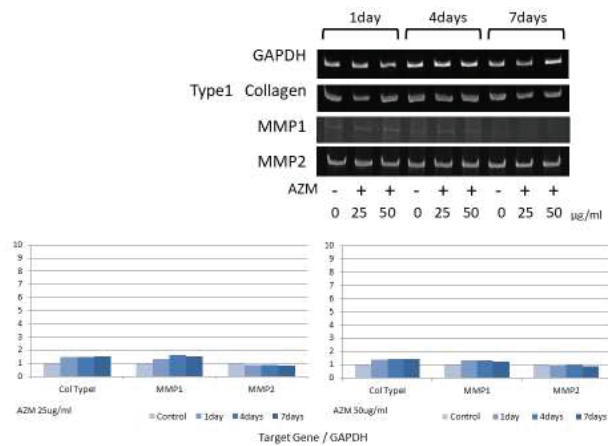 1day 4days 7days
GAPDH
Type1 Collagen
MMP1
MMP2
AZM - + + - + + - + +
0 25 50 0 25 50 0 25 50 µg/ml
10
9
8
7
6
5
4
3
2
1
0
Col TypeI MMP1 MMP2
AZM 25ug/ml Control 1day 4days 7days
10
9
8
7
6
5
4
3
2
1
0
Col TypeI MMP1 MMP2
AZM 50ug/ml Control 1day 4days 7days
Target Gene / GAPDH